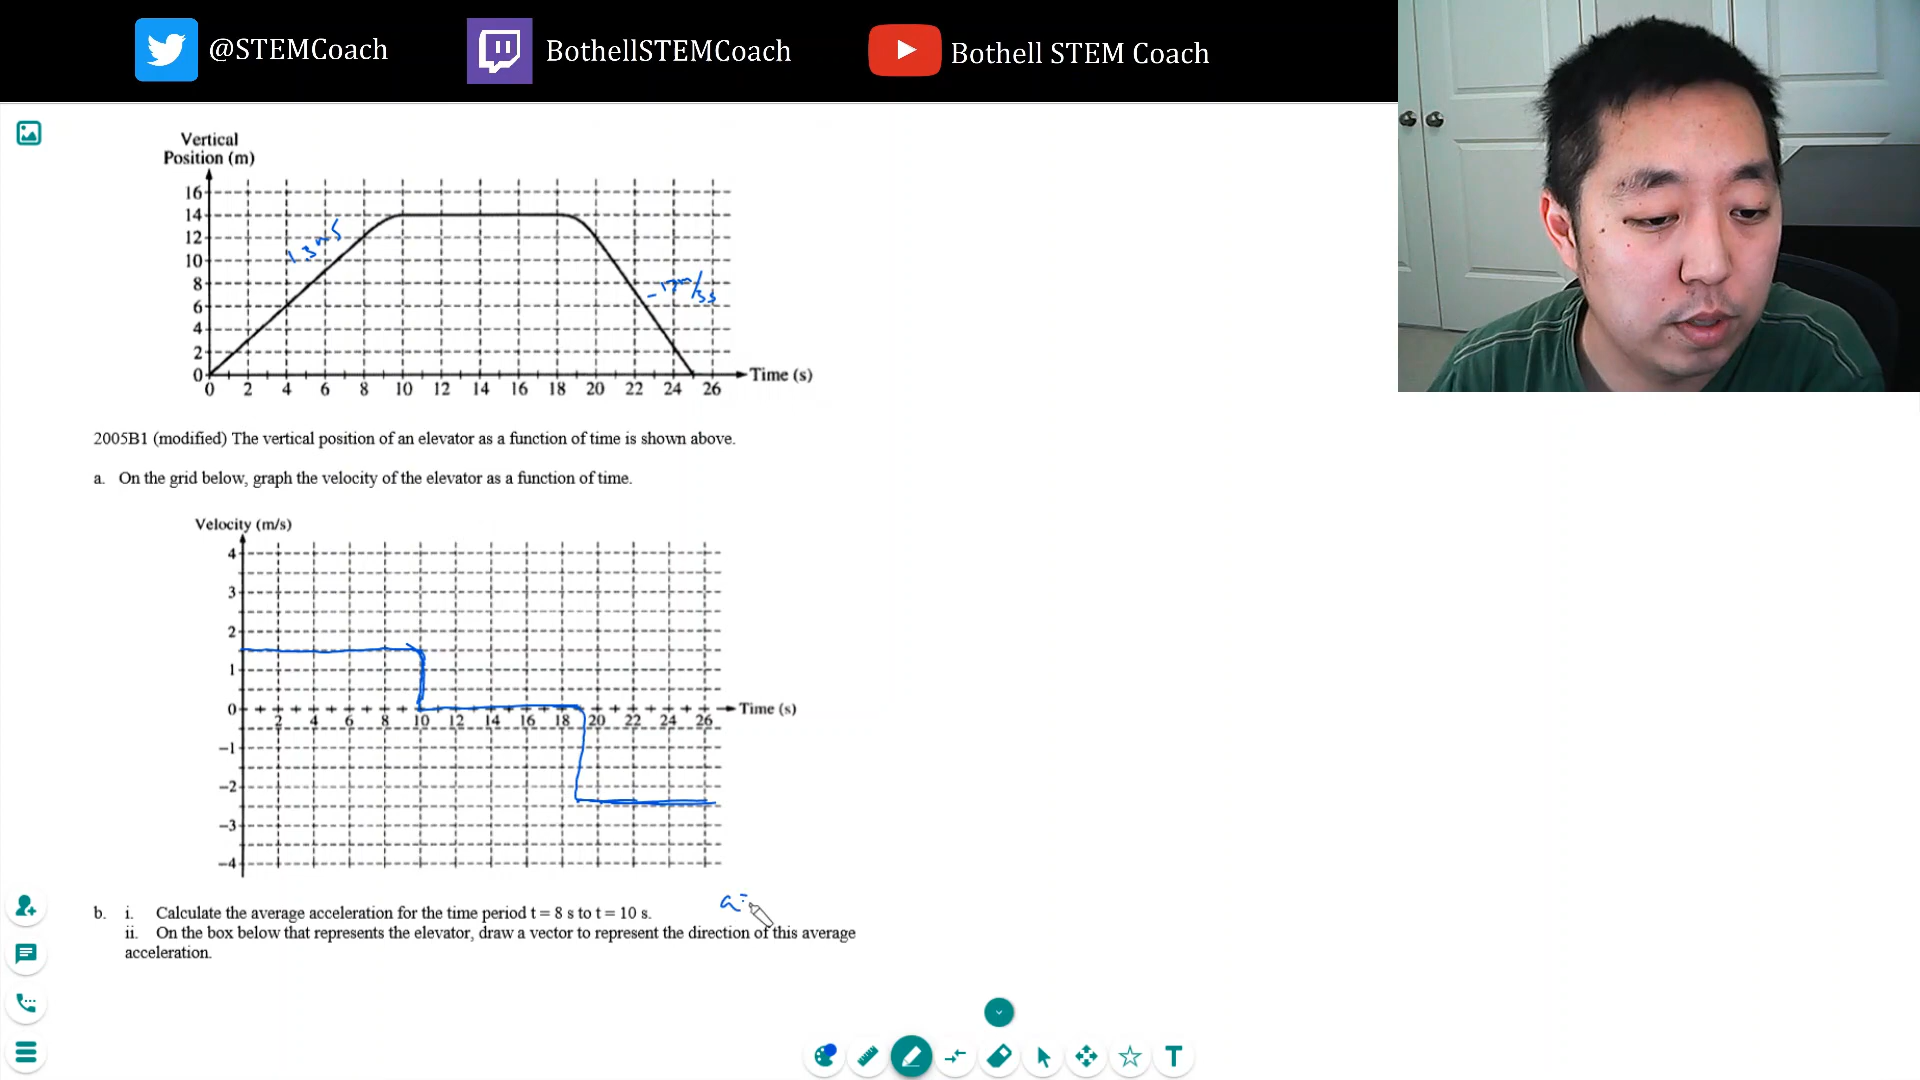 @STEMCoach
BothellSTEMCoach
Bothell STEM Coach
Vertical
Position (m)
16
14
12
10
8
6
4
2
0
0 2 4 6 8 10 12 14 16 18 20 22 24 26
Time (s)
2005B1 (modified) The vertical position of an elevator as a function of time is shown above.
a. On the grid below, graph the velocity of the elevator as a function of time.
Velocity (m/s)
4
3
2
1
0
-1
-2
-3
-4
2 4 6 8 10 12 14 16 18 20 22 24 26
Time (s)
a=
b. i. Calculate the average acceleration for the time period t = 8 s to t = 10 s.
ii. On the box below that represents the elevator, draw a vector to represent the direction of this average
acceleration.
T